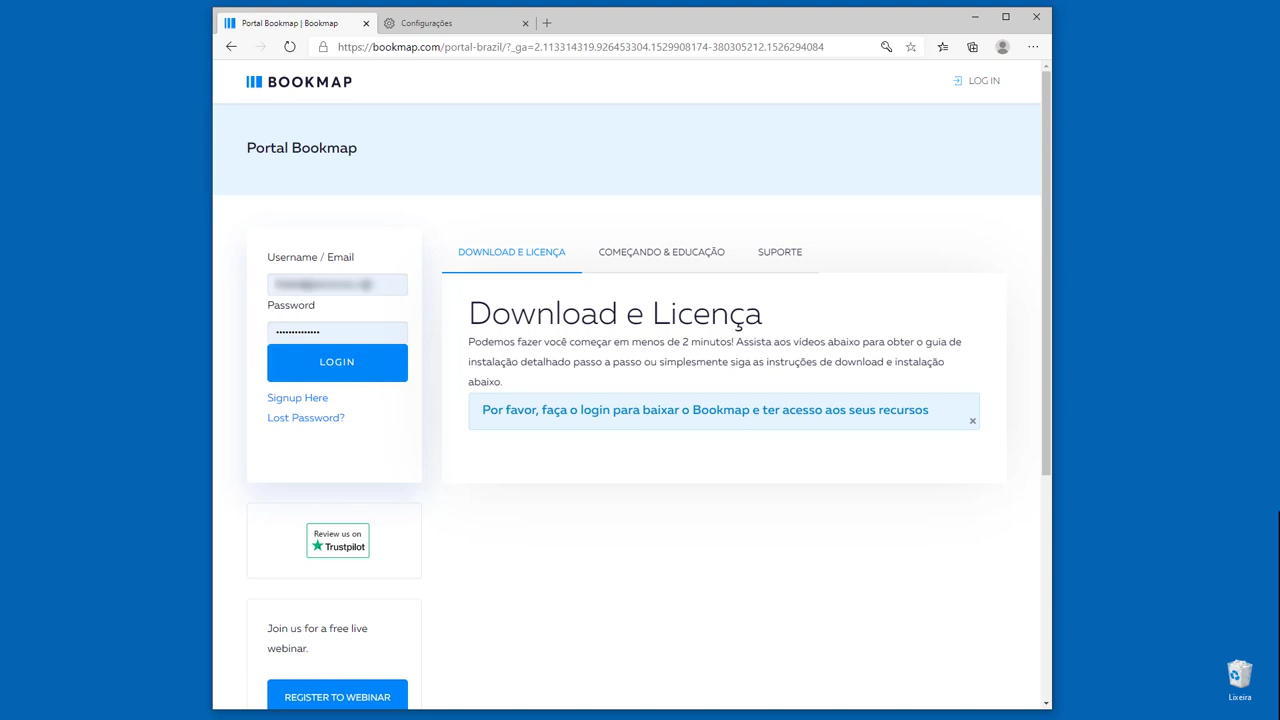 Portal Bookmap | Bookmap
Configurações
https://bookmap.com/portal-brazil/?_ga=2.113314319.926453304.1529908174-380305212.1526294084
BOOKMAP
LOG IN
Portal Bookmap
Username / Email
Password
••••••••••••••
LOGIN
Signup Here
Lost Password?
DOWNLOAD E LICENÇA
COMEÇANDO & EDUCAÇÃO
SUPORTE
Download e Licença
Podemos fazer você começar em menos de 2 minutos! Assista aos vídeos abaixo para obter o guia de
instalação detalhado passo a passo ou simplesmente siga as instruções de download e instalação
abaixo.
Por favor, faça o login para baixar o Bookmap e ter acesso aos seus recursos
Review us on
Trustpilot
Join us for a free live
webinar.
REGISTER TO WEBINAR
Lixeira